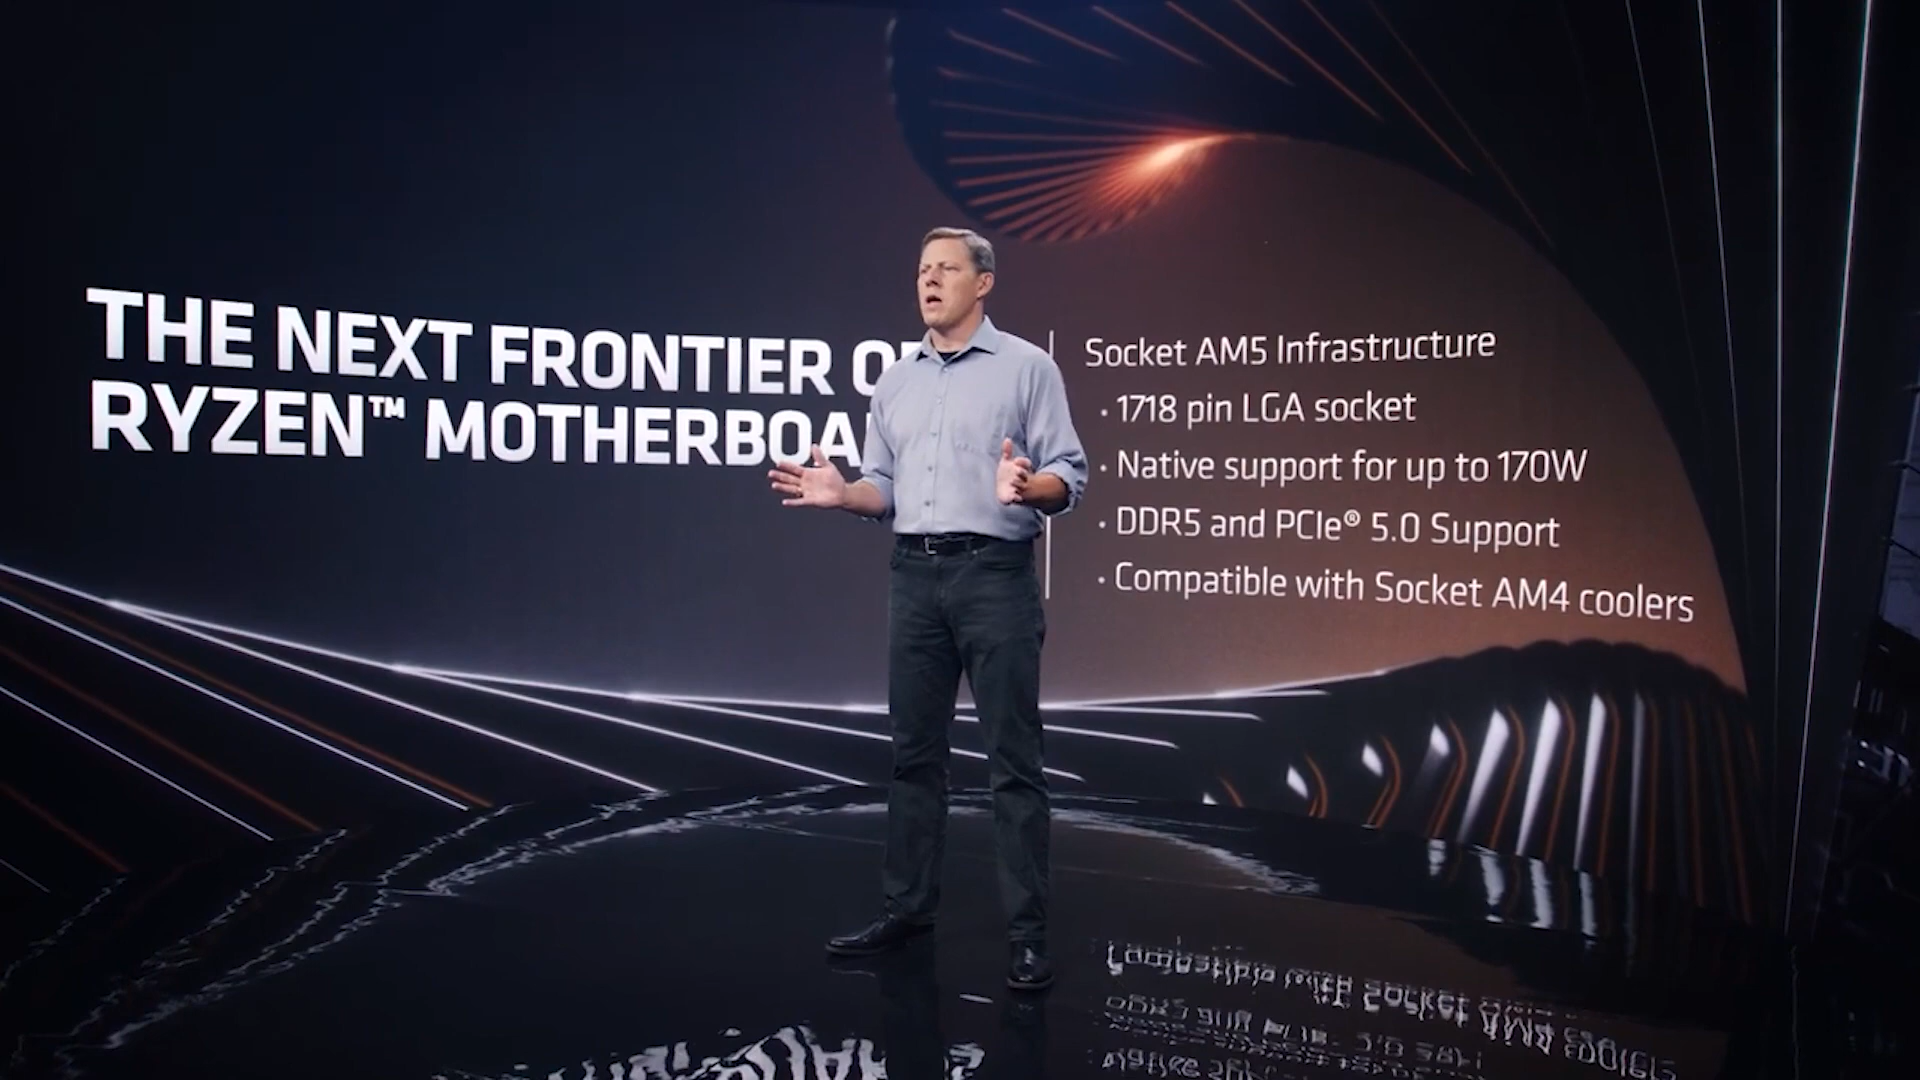 THE NEXT FRONTIER
RYZEN™
Socket AM5 Infrastructure
• 1718 pin LGA socket
• Native support for up to 170W
• DDR5 and PCIe® 5.0 Support
• Compatible with Socket AM4 coolers